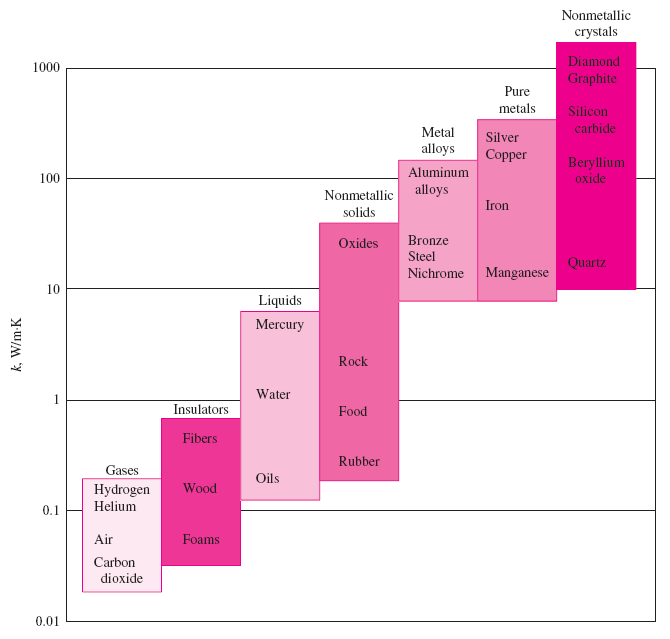 Nonmetallic
crystals
1000
Diamond
Graphite
Pure
metals
Silicon
carbide
Metal
alloys
Silver
Copper
Beryllium
oxide
100
Aluminum
alloys
Nonmetallic
solids
Iron
Oxides
Bronze
Steel
Nichrome
Quartz
Manganese
10
Liquids
Mercury
k, W/m·K
Rock
Water
1
Insulators
Food
Fibers
Rubber
Gases
Oils
Hydrogen
Helium
Wood
0.1
Air
Foams
Carbon
dioxide
0.01